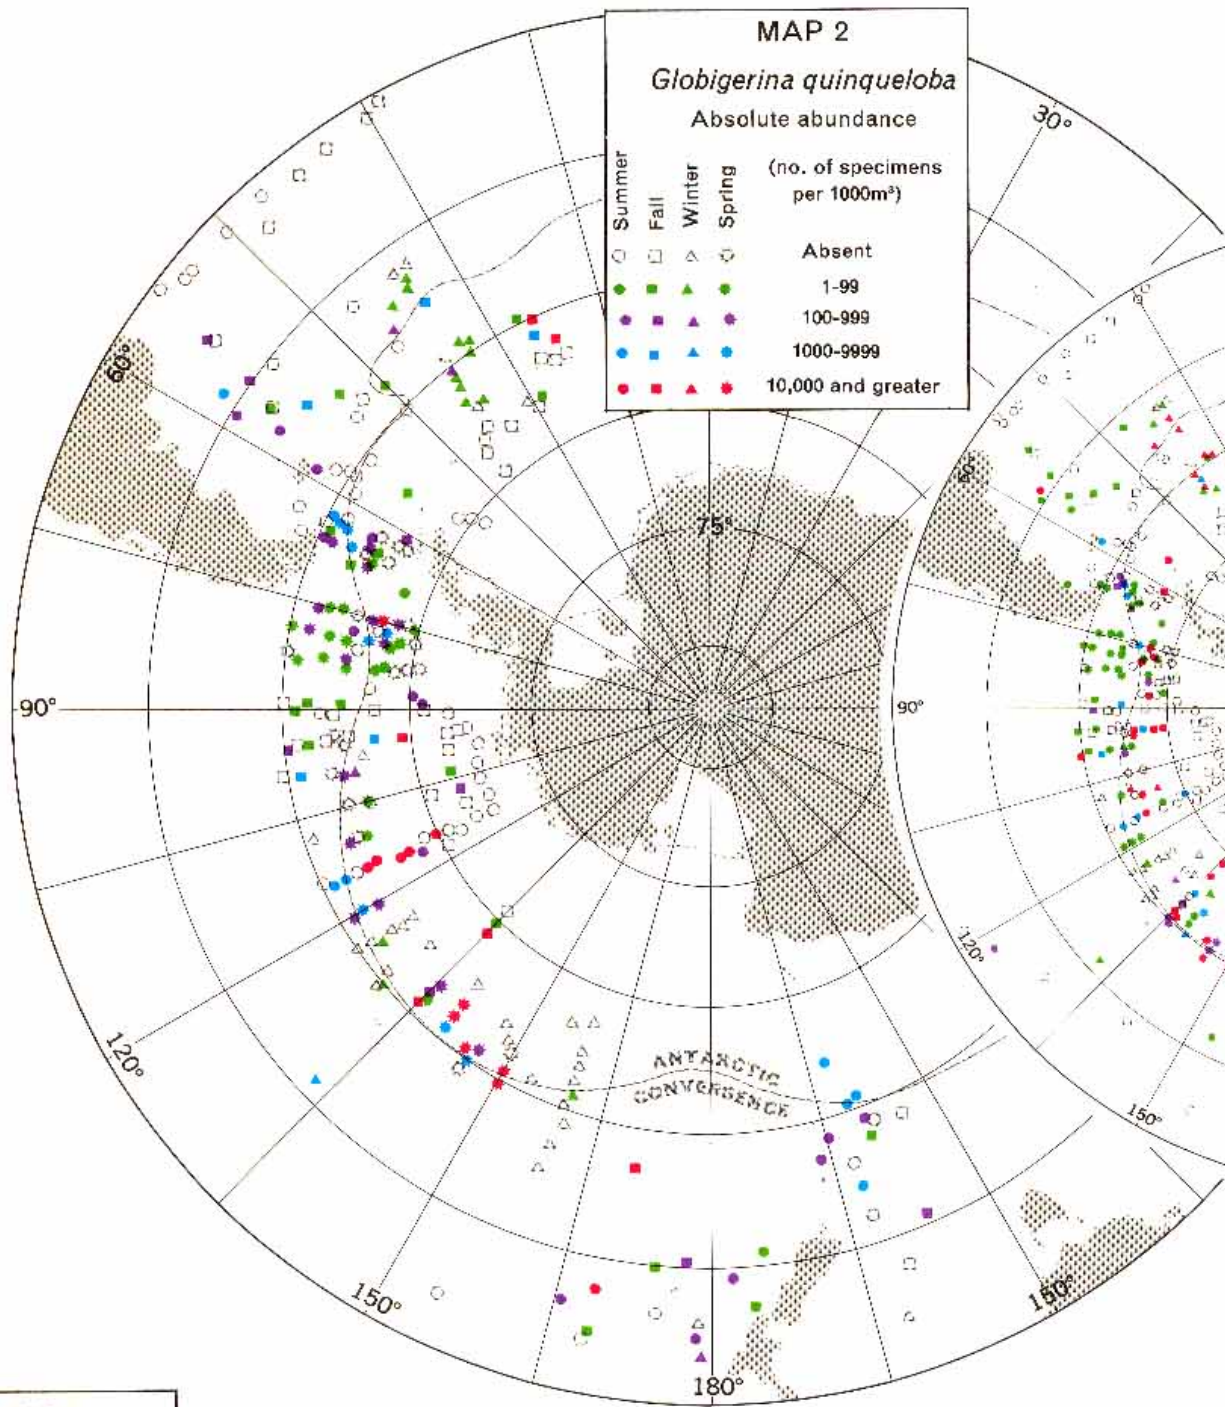 MAP 2
Globigerina quinqueloba
Absolute abundance
Summer
Fall
Winter
Spring
(no. of specimens
per 1000m³)
Absent
1-99
100-999
1000-9999
10,000 and greater
30°
60°
60°
75°
90°
90°
120°
120°
ANTARCTIC
CONVERGENCE
150°
150°
150°
180°